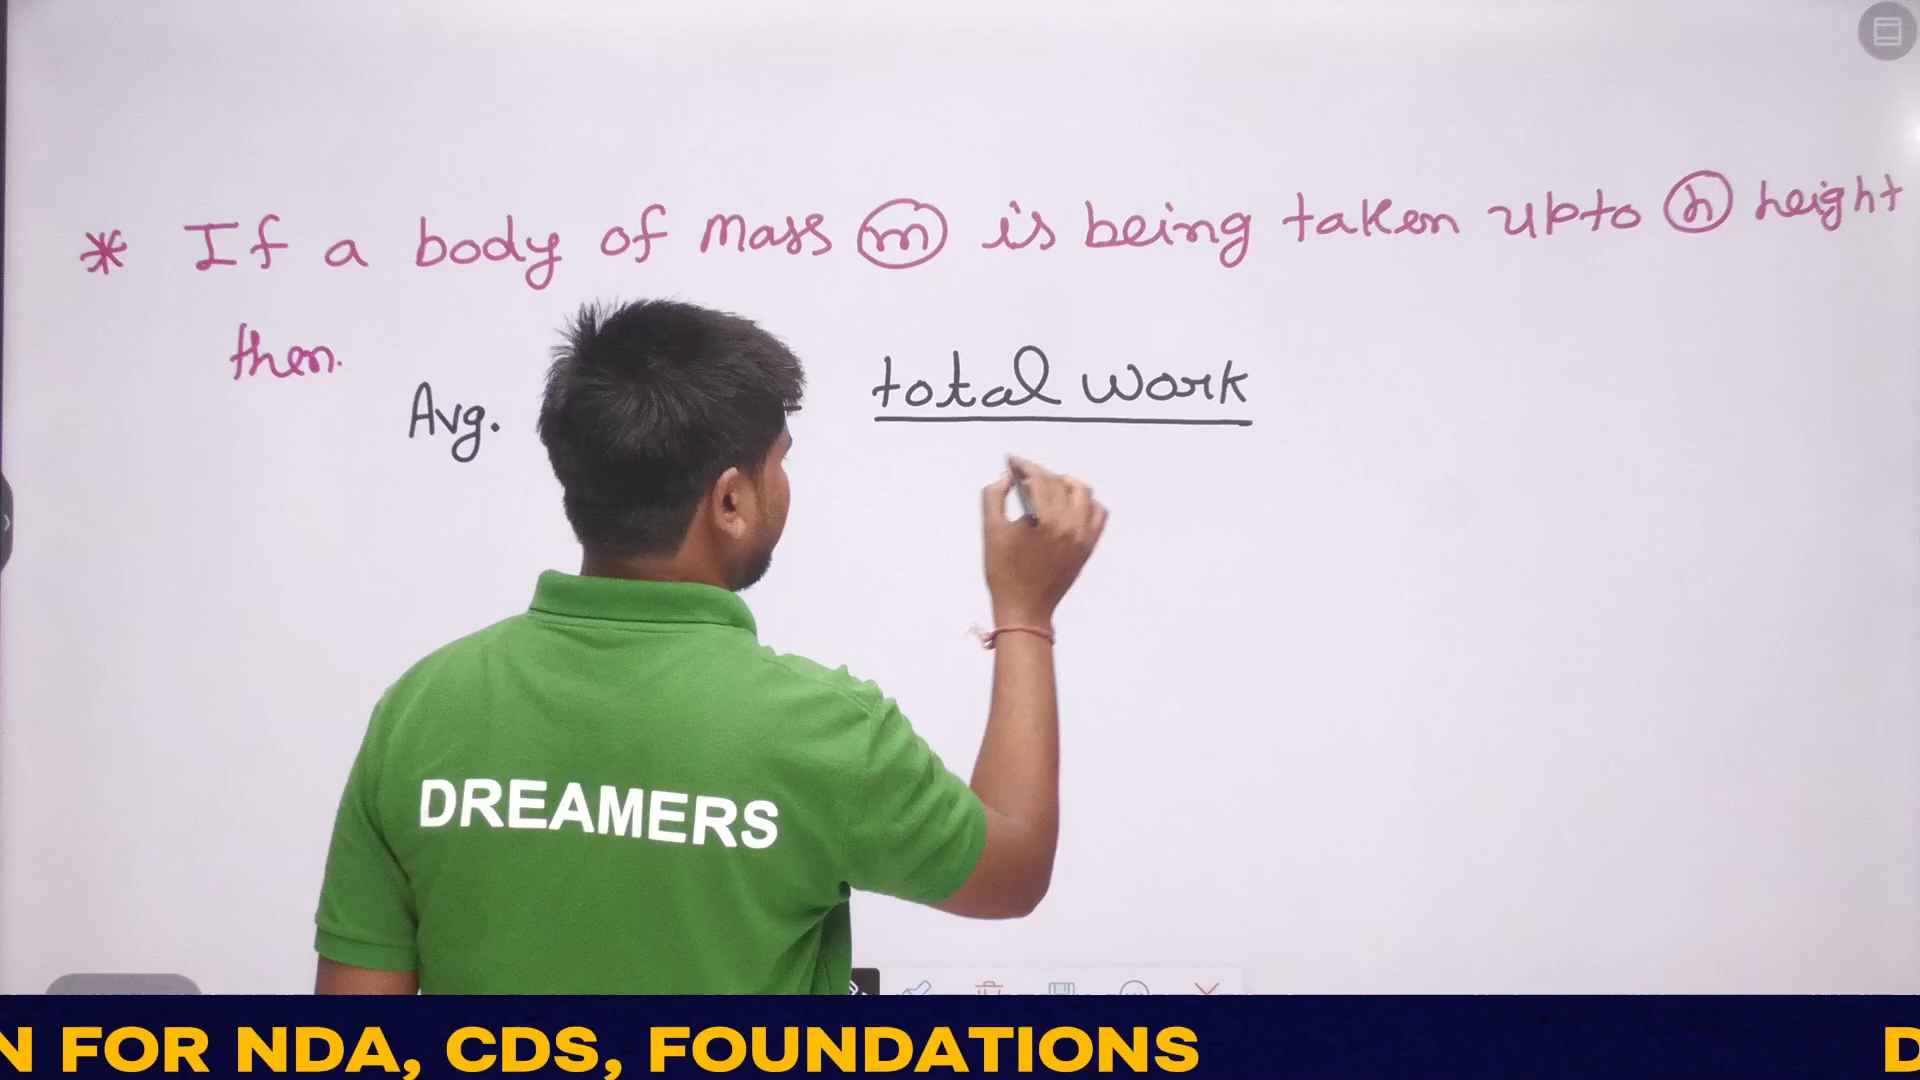 * If a body of mass m is being taken upto h height
then.
Avg.
total work
DREAMERS
N FOR NDA, CDS, FOUNDATIONS
D